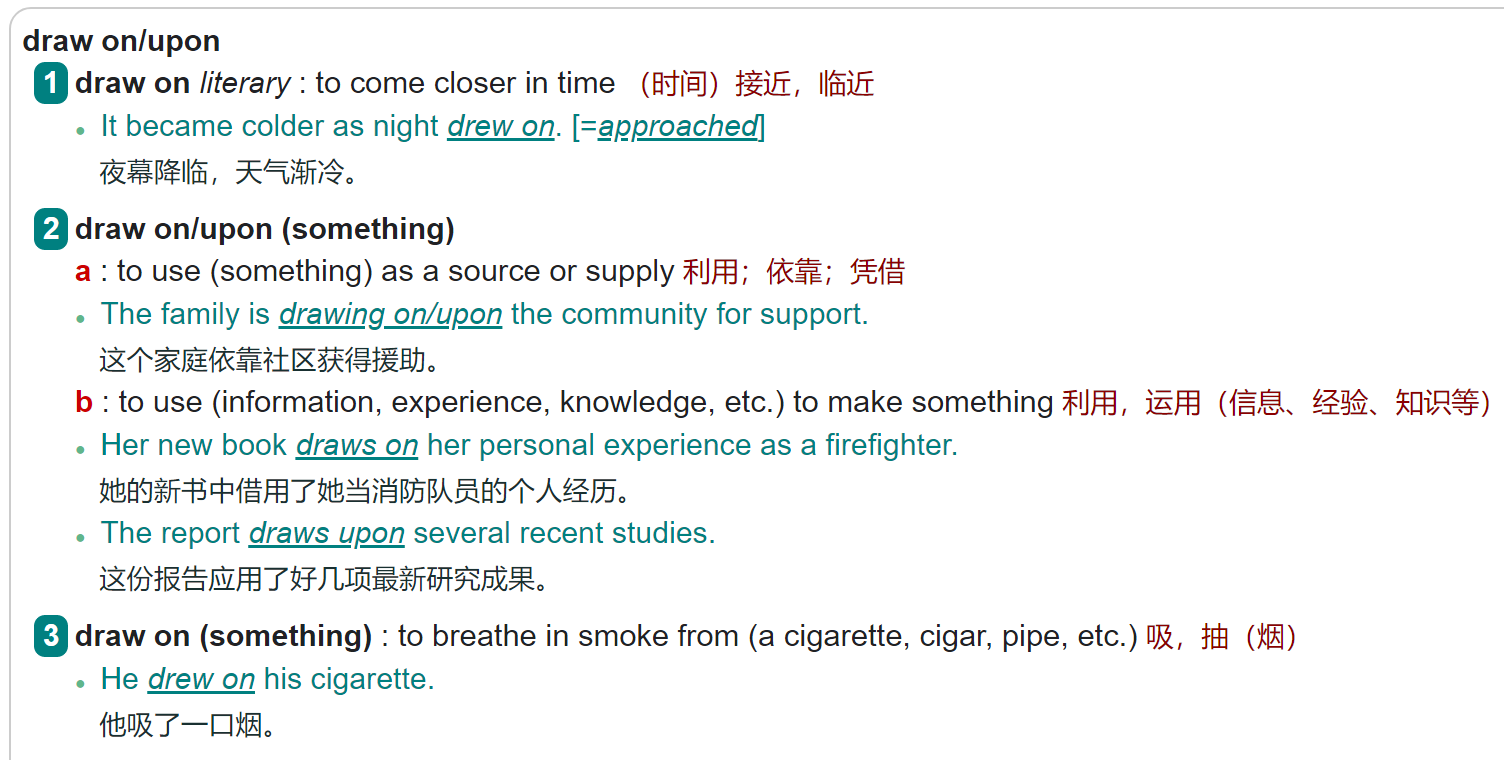 draw on/upon
1 draw on literary : to come closer in time （时间）接近，临近
• It became colder as night drew on. [=approached]
夜幕降临，天气渐冷。
2 draw on/upon (something)
a : to use (something) as a source or supply 利用；依靠；凭借
• The family is drawing on/upon the community for support.
这个家庭依靠社区获得援助。
b : to use (information, experience, knowledge, etc.) to make something 利用，运用（信息、经验、知识等）
• Her new book draws on her personal experience as a firefighter.
她的新书中借用了她当消防队员的个人经历。
• The report draws upon several recent studies.
这份报告应用了好几项最新研究成果。
3 draw on (something) : to breathe in smoke from (a cigarette, cigar, pipe, etc.) 吸，抽（烟）
• He drew on his cigarette.
他吸了一口烟。